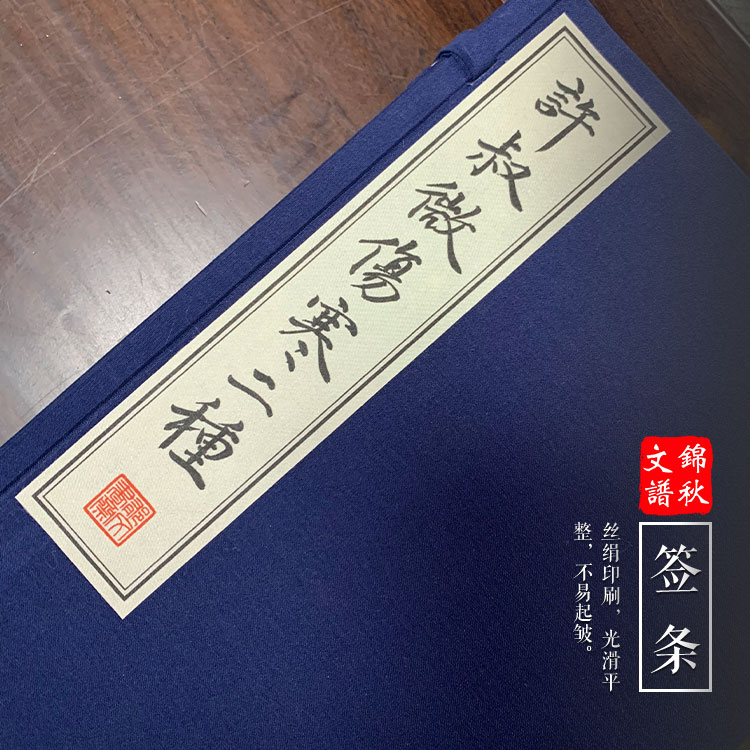 許叔微傷寒二種
錦秋
文譜
签条
丝绢印刷，光滑平
整，不易起皱。